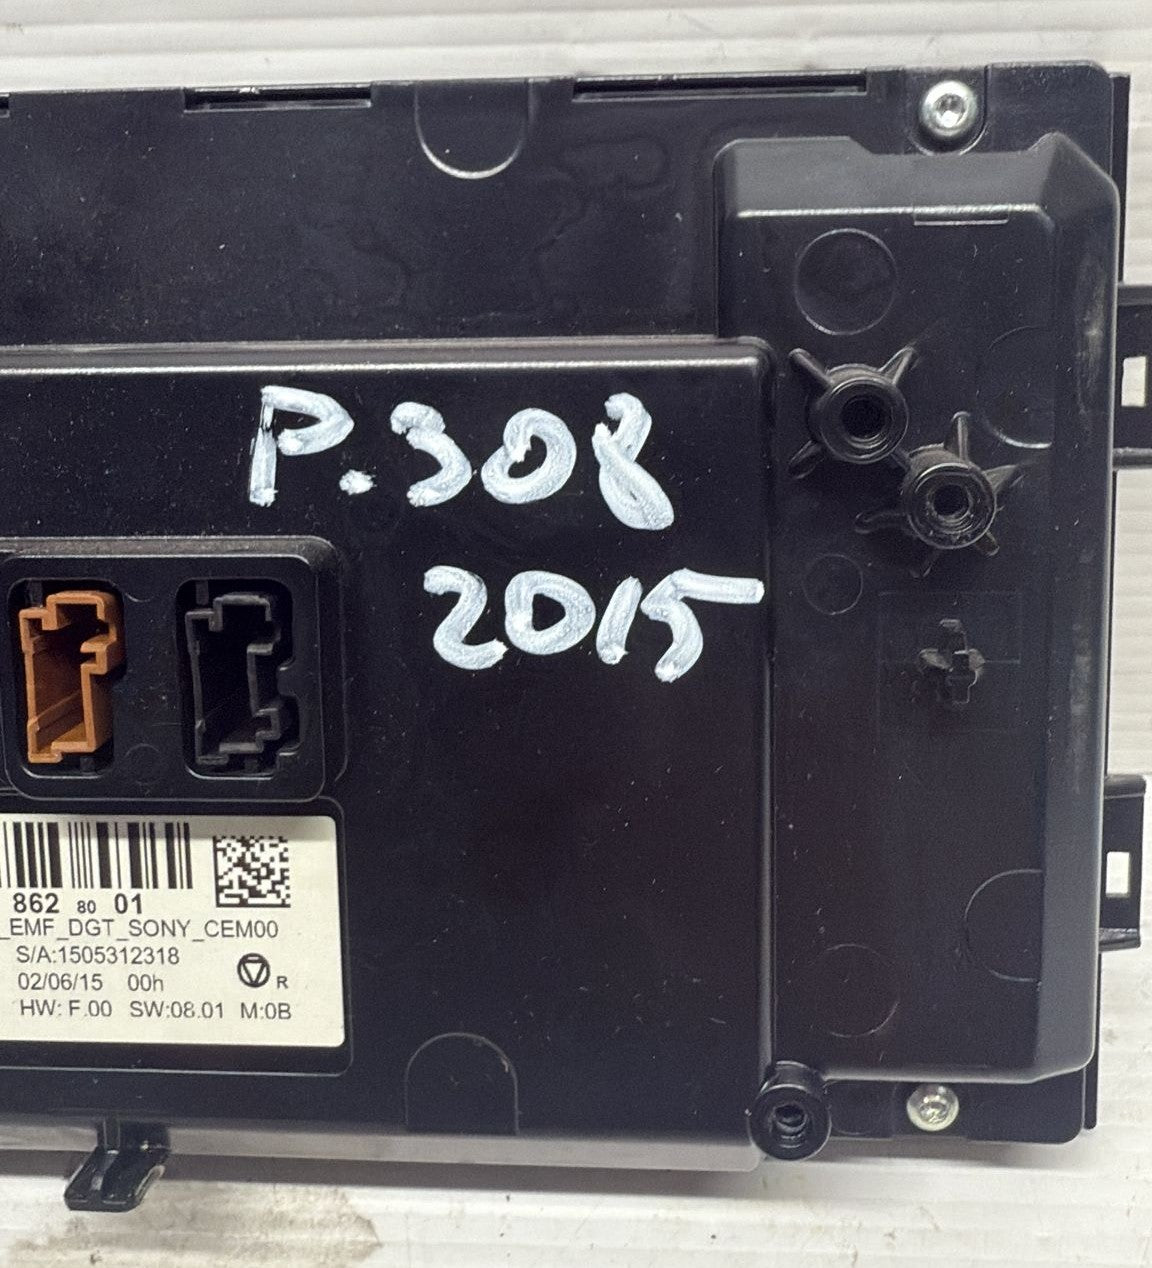 P.308
2015
862 80 01
_EMF_DGT_SONY_CEM00
S/A:1505312318
02/06/15 00h
R
HW: F.00 SW:08.01 M:0B